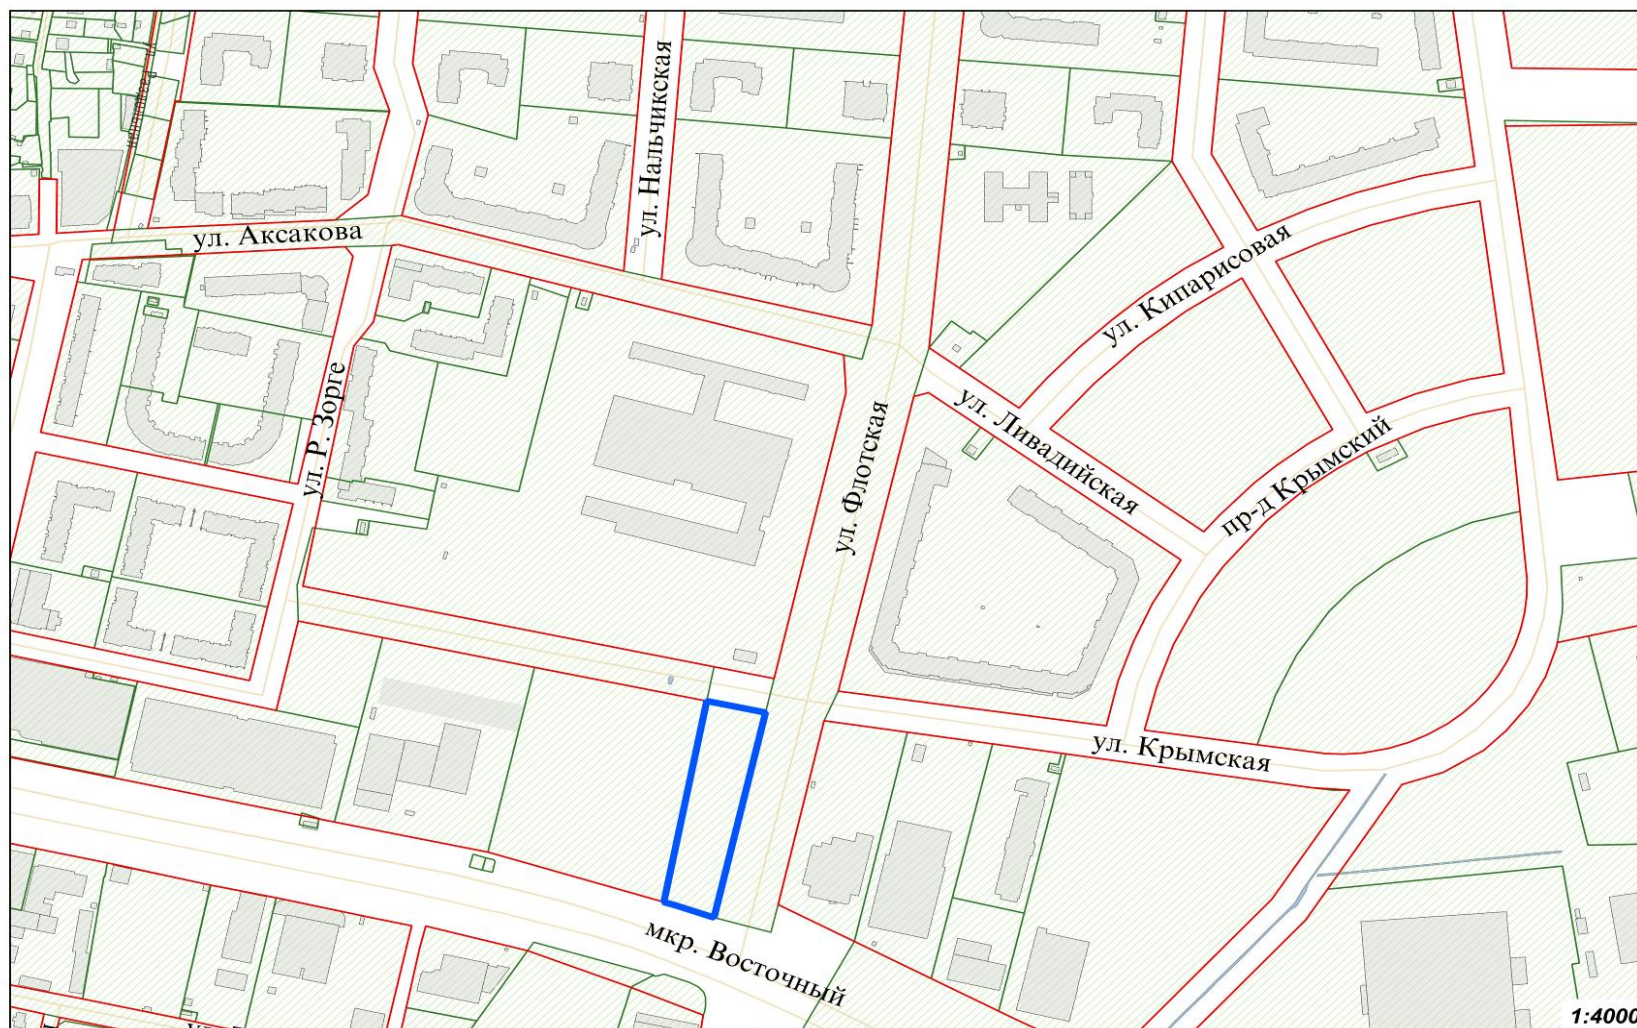 ул. Нальчикская
ул. Аксакова
ул. Кипарисовая
ул. Р. Зорге
ул. Флотская
ул. Ливадийская
пр-д Крымский
ул. Крымская
мкр. Восточный
1:4000